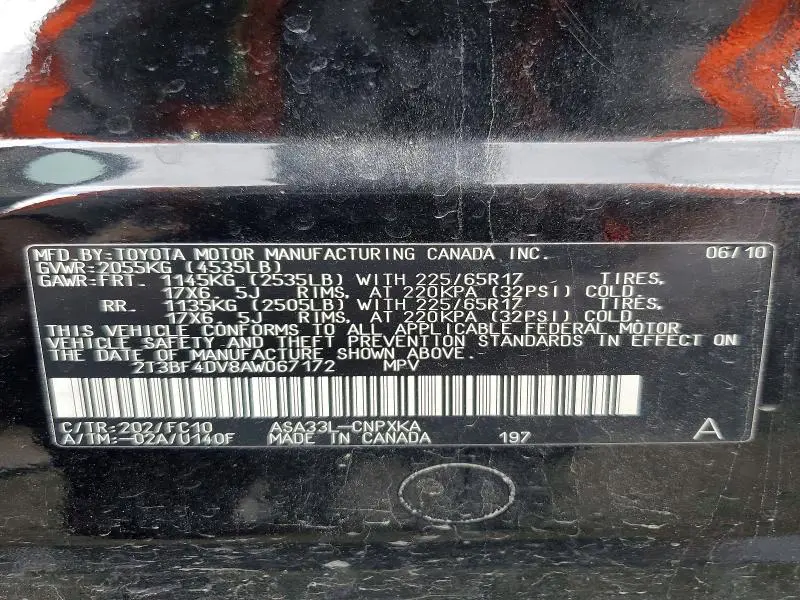 MFD.BY:TOYOTA MOTOR MANUFACTURING CANADA INC. 06/10
GVWR:2055KG (4535LB)
GAWR:FRT. 1145KG (2535LB) WITH 225/65R17 TIRES,
17X6.5J RIMS, AT 220KPA (32PSI) COLD
RR. 1135KG (2505LB) WITH 225/65R17 TIRES,
17X6.5J RIMS, AT 220KPA (32PSI) COLD
THIS VEHICLE CONFORMS TO ALL APPLICABLE FEDERAL MOTOR
VEHICLE SAFETY AND THEFT PREVENTION STANDARDS IN EFFECT ON
THE DATE OF MANUFACTURE SHOWN ABOVE.
2T3BF4DV8AW067172 MPV
C/TR:202/FC10 ASA33L-CNPXKA
A/TM:-02A/U140F MADE IN CANADA 197 A